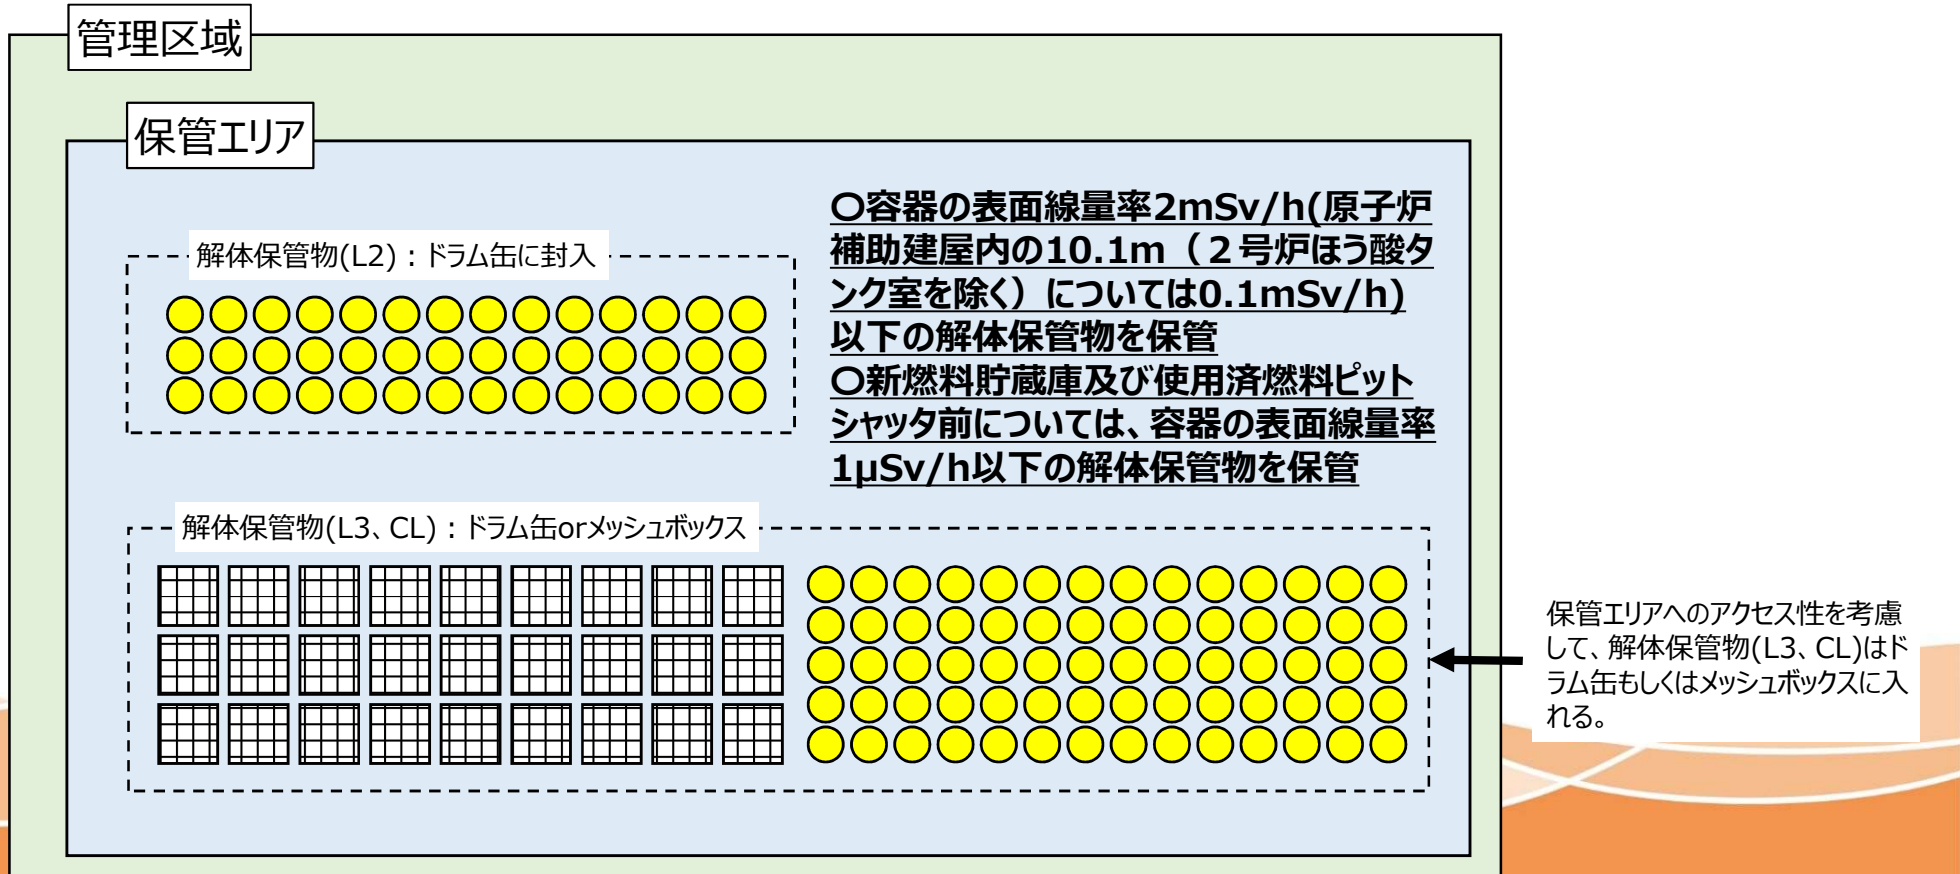 管理区域
保管エリア
〇容器の表面線量率2mSv/h(原子炉
補助建屋内の10.1m（２号炉ほう酸タ
ンク室を除く）については0.1mSv/h)
以下の解体保管物を保管
〇新燃料貯蔵庫及び使用済燃料ピット
シャッタ前については、容器の表面線量率
1μSv/h以下の解体保管物を保管
解体保管物(L2)：ドラム缶に封入
解体保管物(L3、CL)：ドラム缶orメッシュボックス
保管エリアへのアクセス性を考慮
して、解体保管物(L3、CL)はド
ラム缶もしくはメッシュボックスに入
れる。